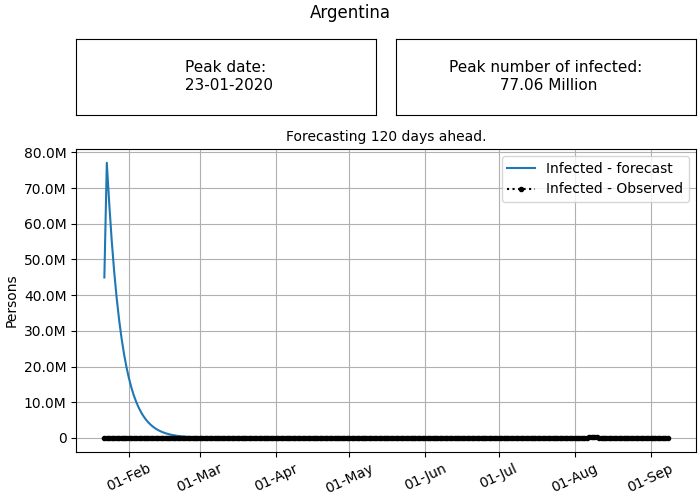 Argentina
Peak date:
23-01-2020
Peak number of infected:
77.06 Million
Forecasting 120 days ahead.
80.0M
70.0M
60.0M
50.0M
40.0M
30.0M
20.0M
10.0M
0
Persons
Infected - forecast
Infected - Observed
01-Feb
01-Mar
01-Apr
01-May
01-Jun
01-Jul
01-Aug
01-Sep